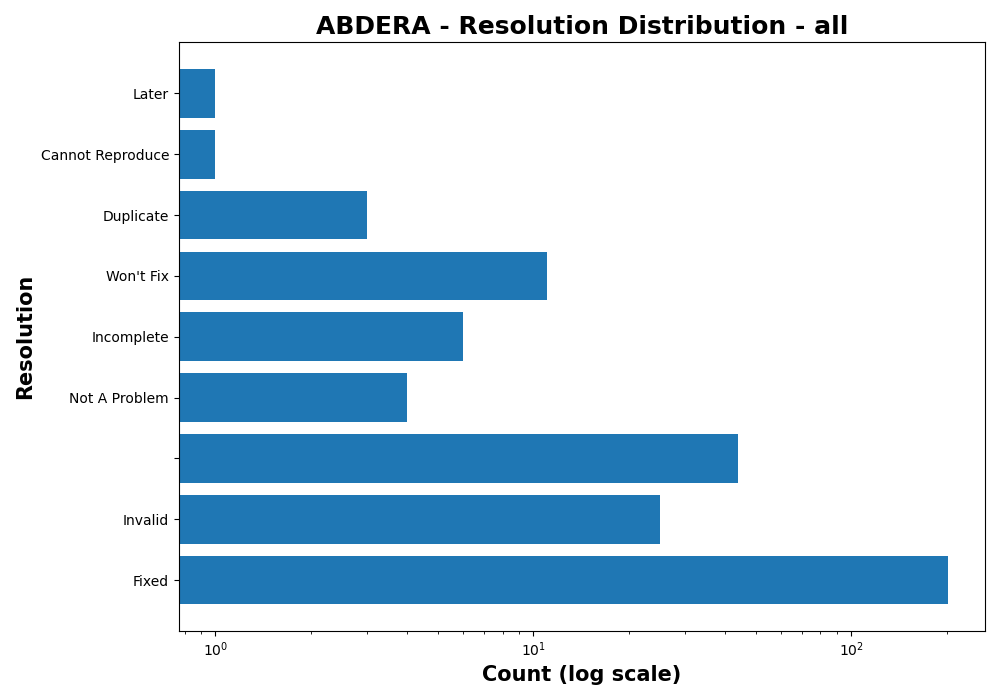 ABDERA - Resolution Distribution - all
Later
Cannot Reproduce
Duplicate
Won't Fix
Incomplete
Not A Problem
Invalid
Fixed
Resolution
10⁰
10¹
10²
Count (log scale)